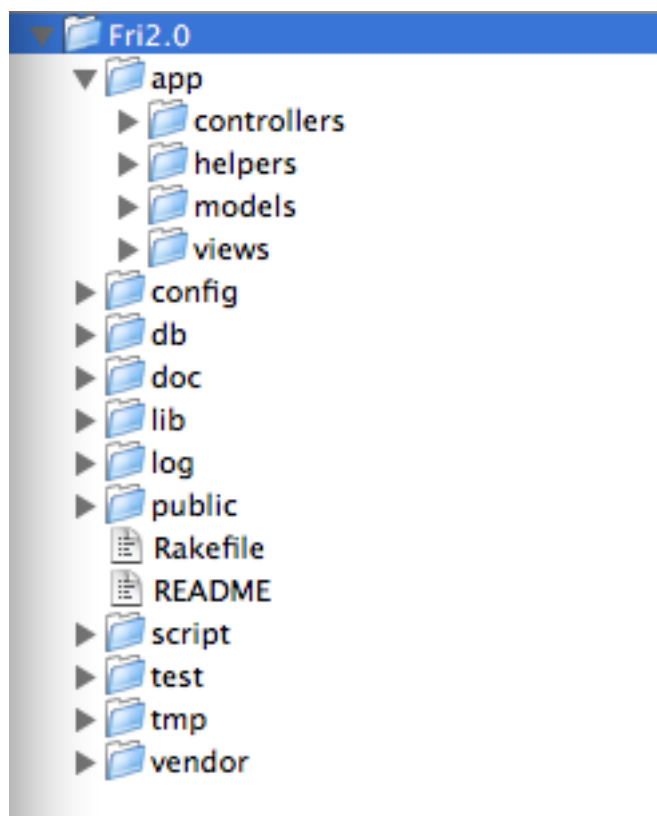 Fri2.0
app
controllers
helpers
models
views
config
db
doc
lib
log
public
Rakefile
README
script
test
tmp
vendor